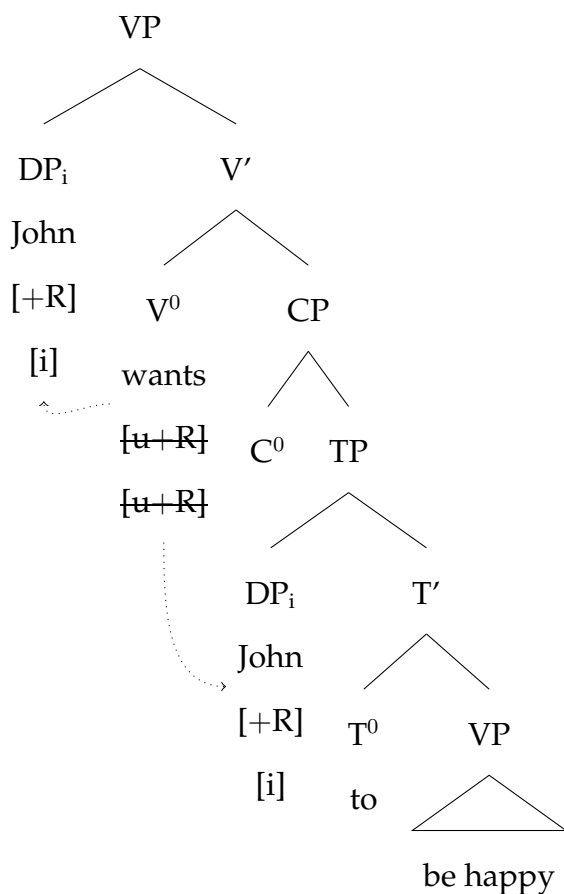 VP
DPᵢ V'
John
[+R] V⁰ CP
[i] wants
[u+R] C⁰ TP
[u+R]
DPᵢ T'
John
[+R] T⁰ VP
[i] to
be happy